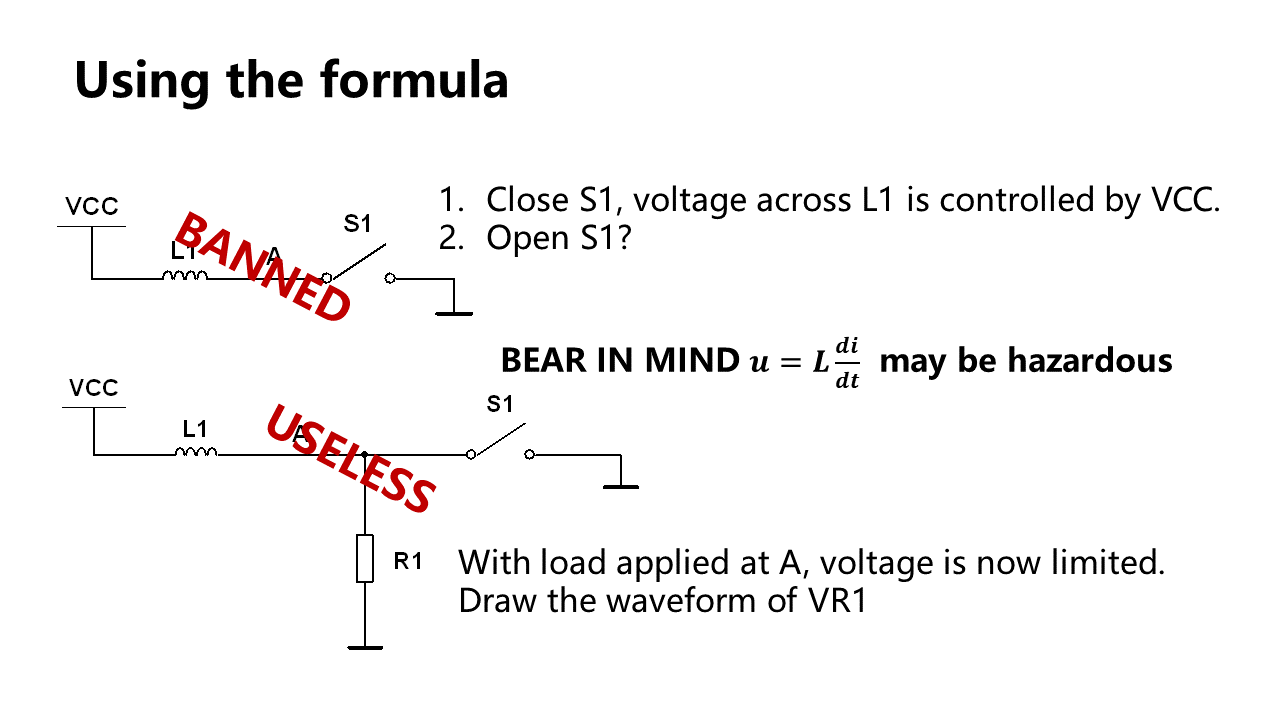 Using the formula
VCC
L1
A
S1
BANNED
1. Close S1, voltage across L1 is controlled by VCC.
2. Open S1?
BEAR IN MIND u = L di/dt may be hazardous
VCC
L1
A
S1
USELESS
R1
With load applied at A, voltage is now limited.
Draw the waveform of VR1